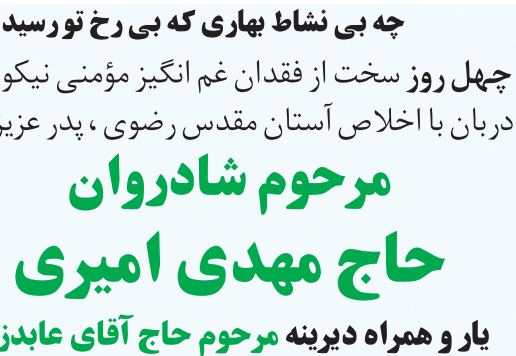 چه بی نشاط بهاری که بی رخ تو رسید
چهل روز سخت از فقدان غم انگیز مؤمنی نیکو
دربان با اخلاص آستان مقدس رضوی ، پدر عزیز
مرحوم شادروان
حاج مهدی امیری
یار و همراه دیرینه مرحوم حاج آقای عابدز